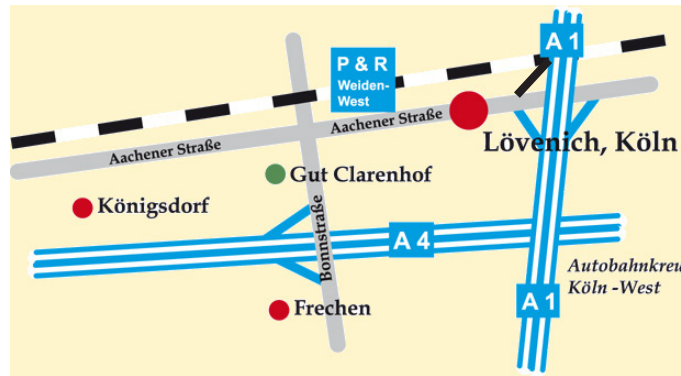 A 1
P & R
Weiden-
West
Aachener Straße
Aachener Straße
Lövenich, Köln
Gut Clarenhof
Königsdorf
Bonnstraße
A 4
Autobahnkreu
Köln -West
A 1
Frechen